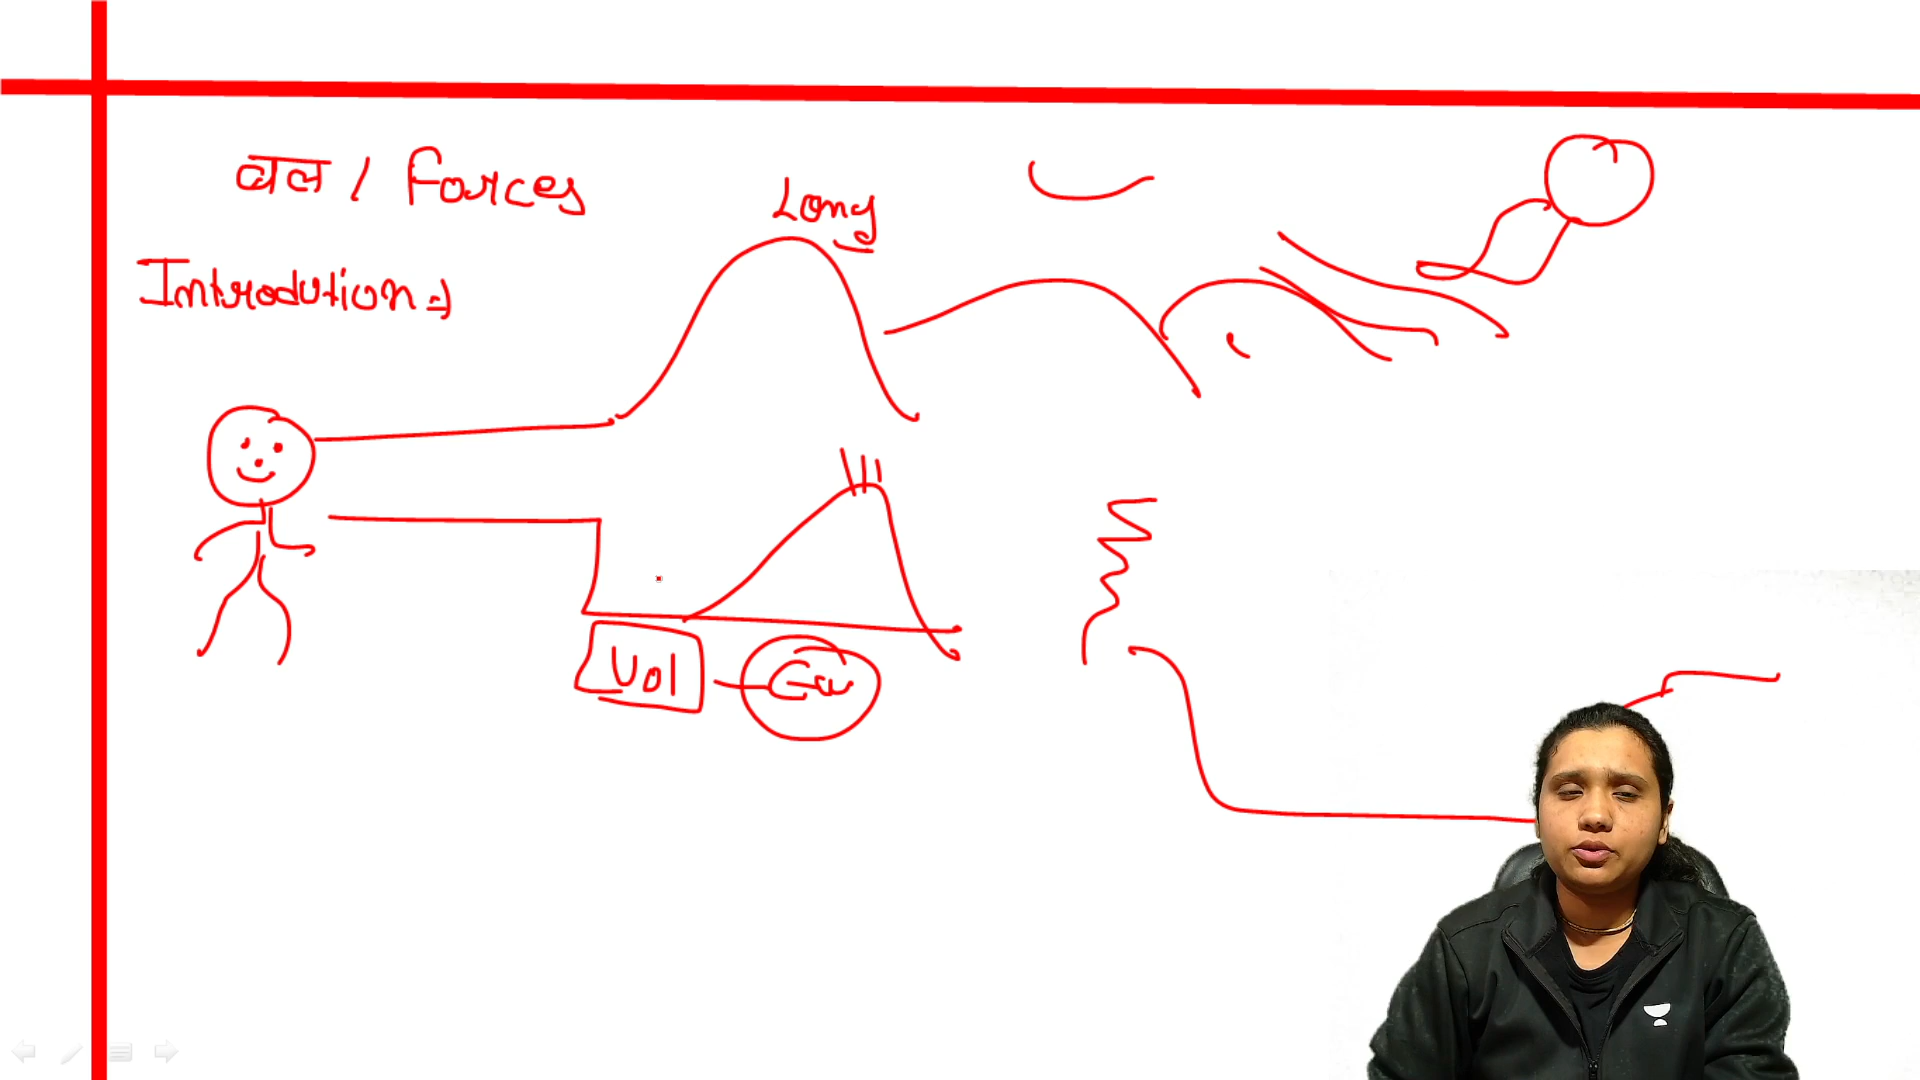 बल / Forces
Long
Introdution :-)
Vol